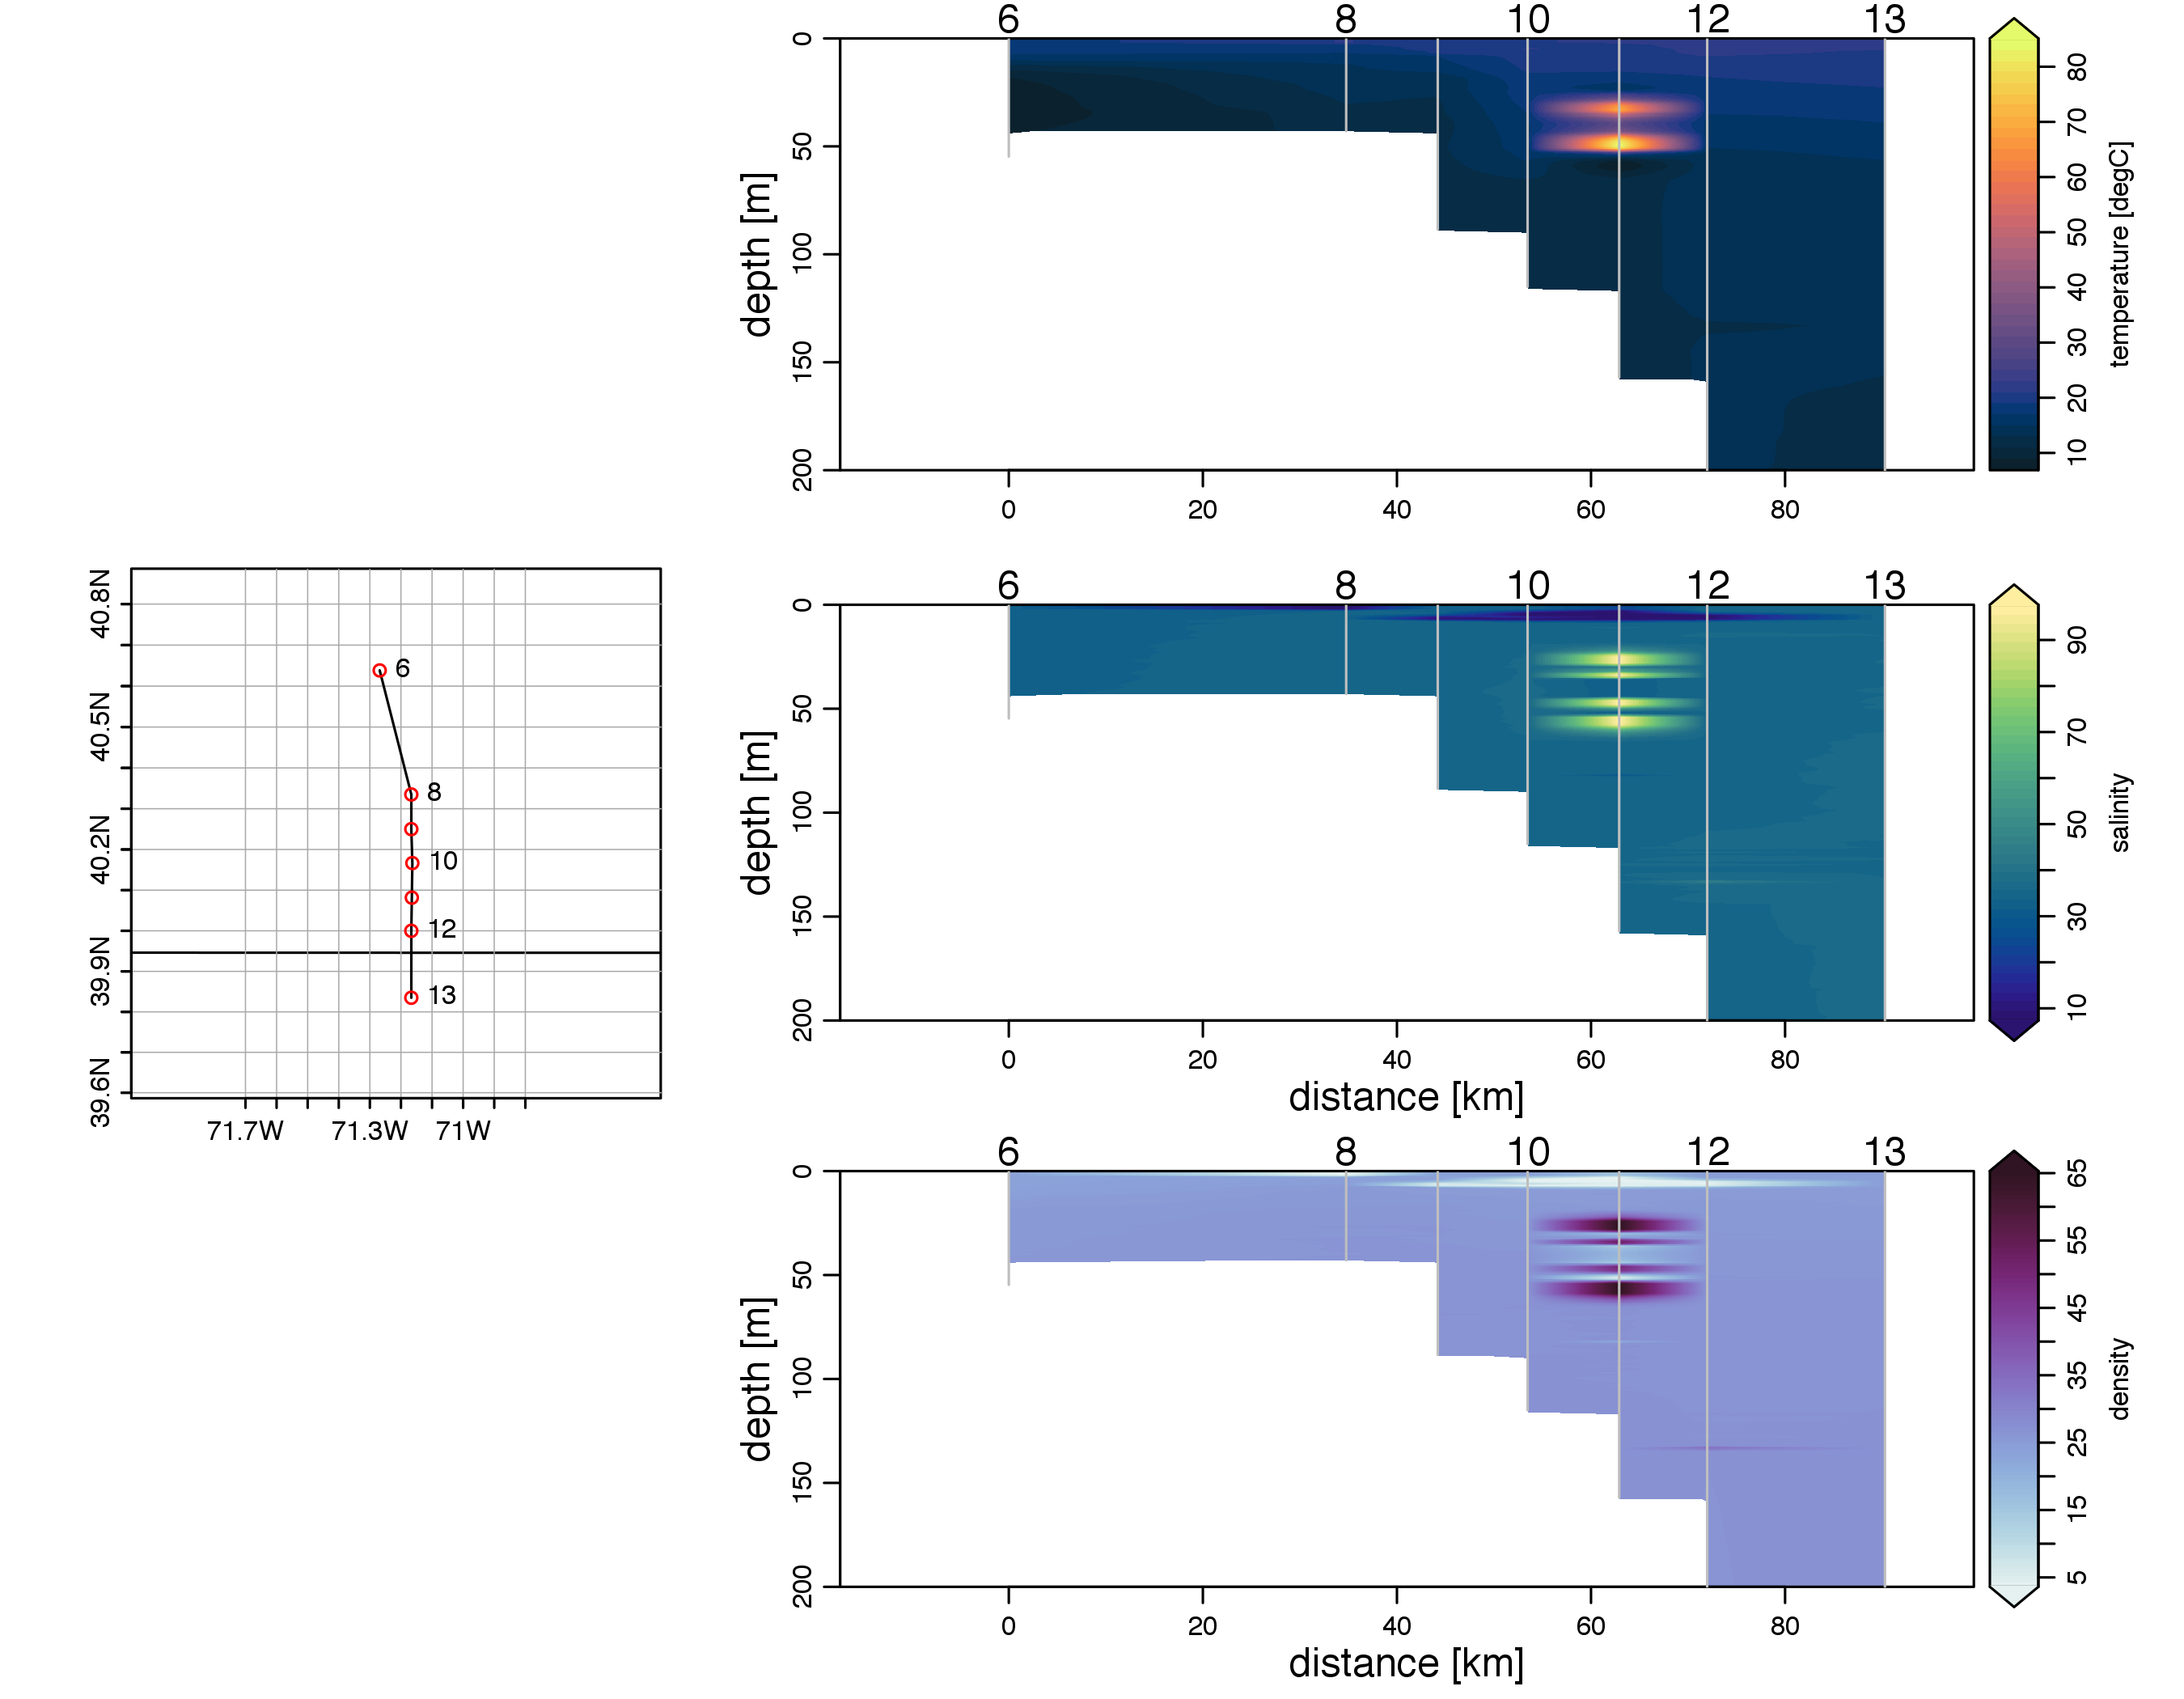 6 8 10 12 13
0 50 100 150 200
depth [m]
0 20 40 60 80
10 20 30 40 50 60 70 80
temperature [degC]
40.8N 40.5N 40.2N 39.9N 39.6N
6
8
10
12
13
71.7W 71.3W 71W
6 8 10 12 13
0 50 100 150 200
depth [m]
0 20 40 60 80
distance [km]
10 30 50 70 90
salinity
6 8 10 12 13
0 50 100 150 200
depth [m]
0 20 40 60 80
distance [km]
5 15 25 35 45 55 65
density